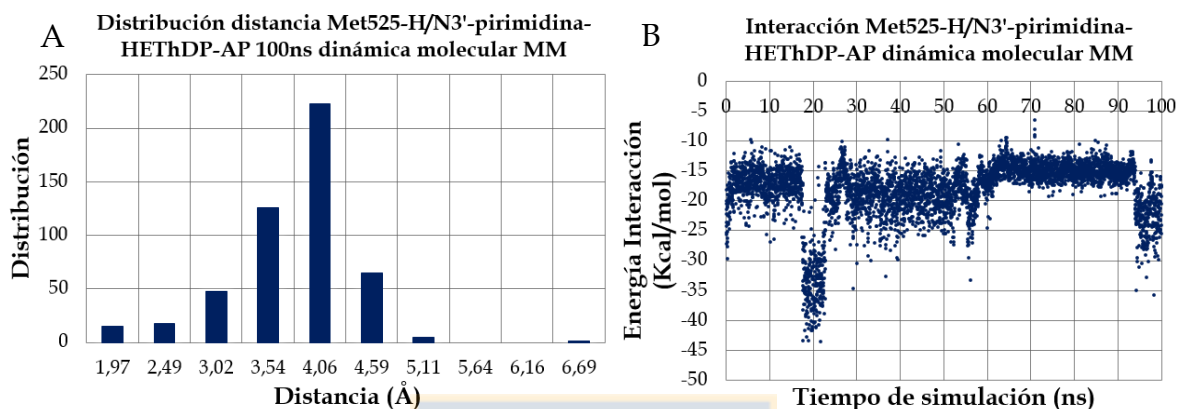 A
Distribución distancia Met525-H/N3'-pirimidina-
HEThDP-AP 100ns dinámica molecular MM
250
200
150
100
50
0
Distribución
1,97 2,49 3,02 3,54 4,06 4,59 5,11 5,64 6,16 6,69
Distancia (Å)
B
Interacción Met525-H/N3'-pirimidina-
HEThDP-AP dinámica molecular MM
0
-5
-10
-15
-20
-25
-30
-35
-40
-45
-50
Energía Interacción
(Kcal/mol)
0 10 20 30 40 50 60 70 80 90 100
Tiempo de simulación (ns)